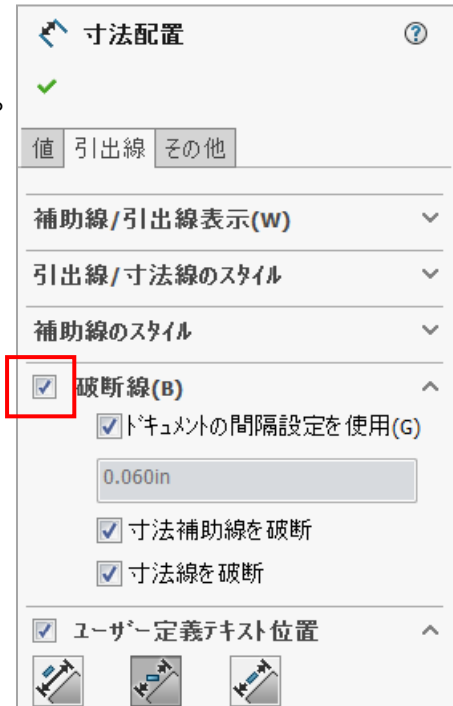 寸法配置
。
値 引出線 その他
補助線/引出線表示(W)
引出線/寸法線のｽﾀｲﾙ
補助線のｽﾀｲﾙ
破断線(B)
ﾄﾞｷｭﾒﾝﾄの間隔設定を使用(G)
0.060in
寸法補助線を破断
寸法線を破断
ﾕｰｻﾞｰ定義ﾃｷｽﾄ位置